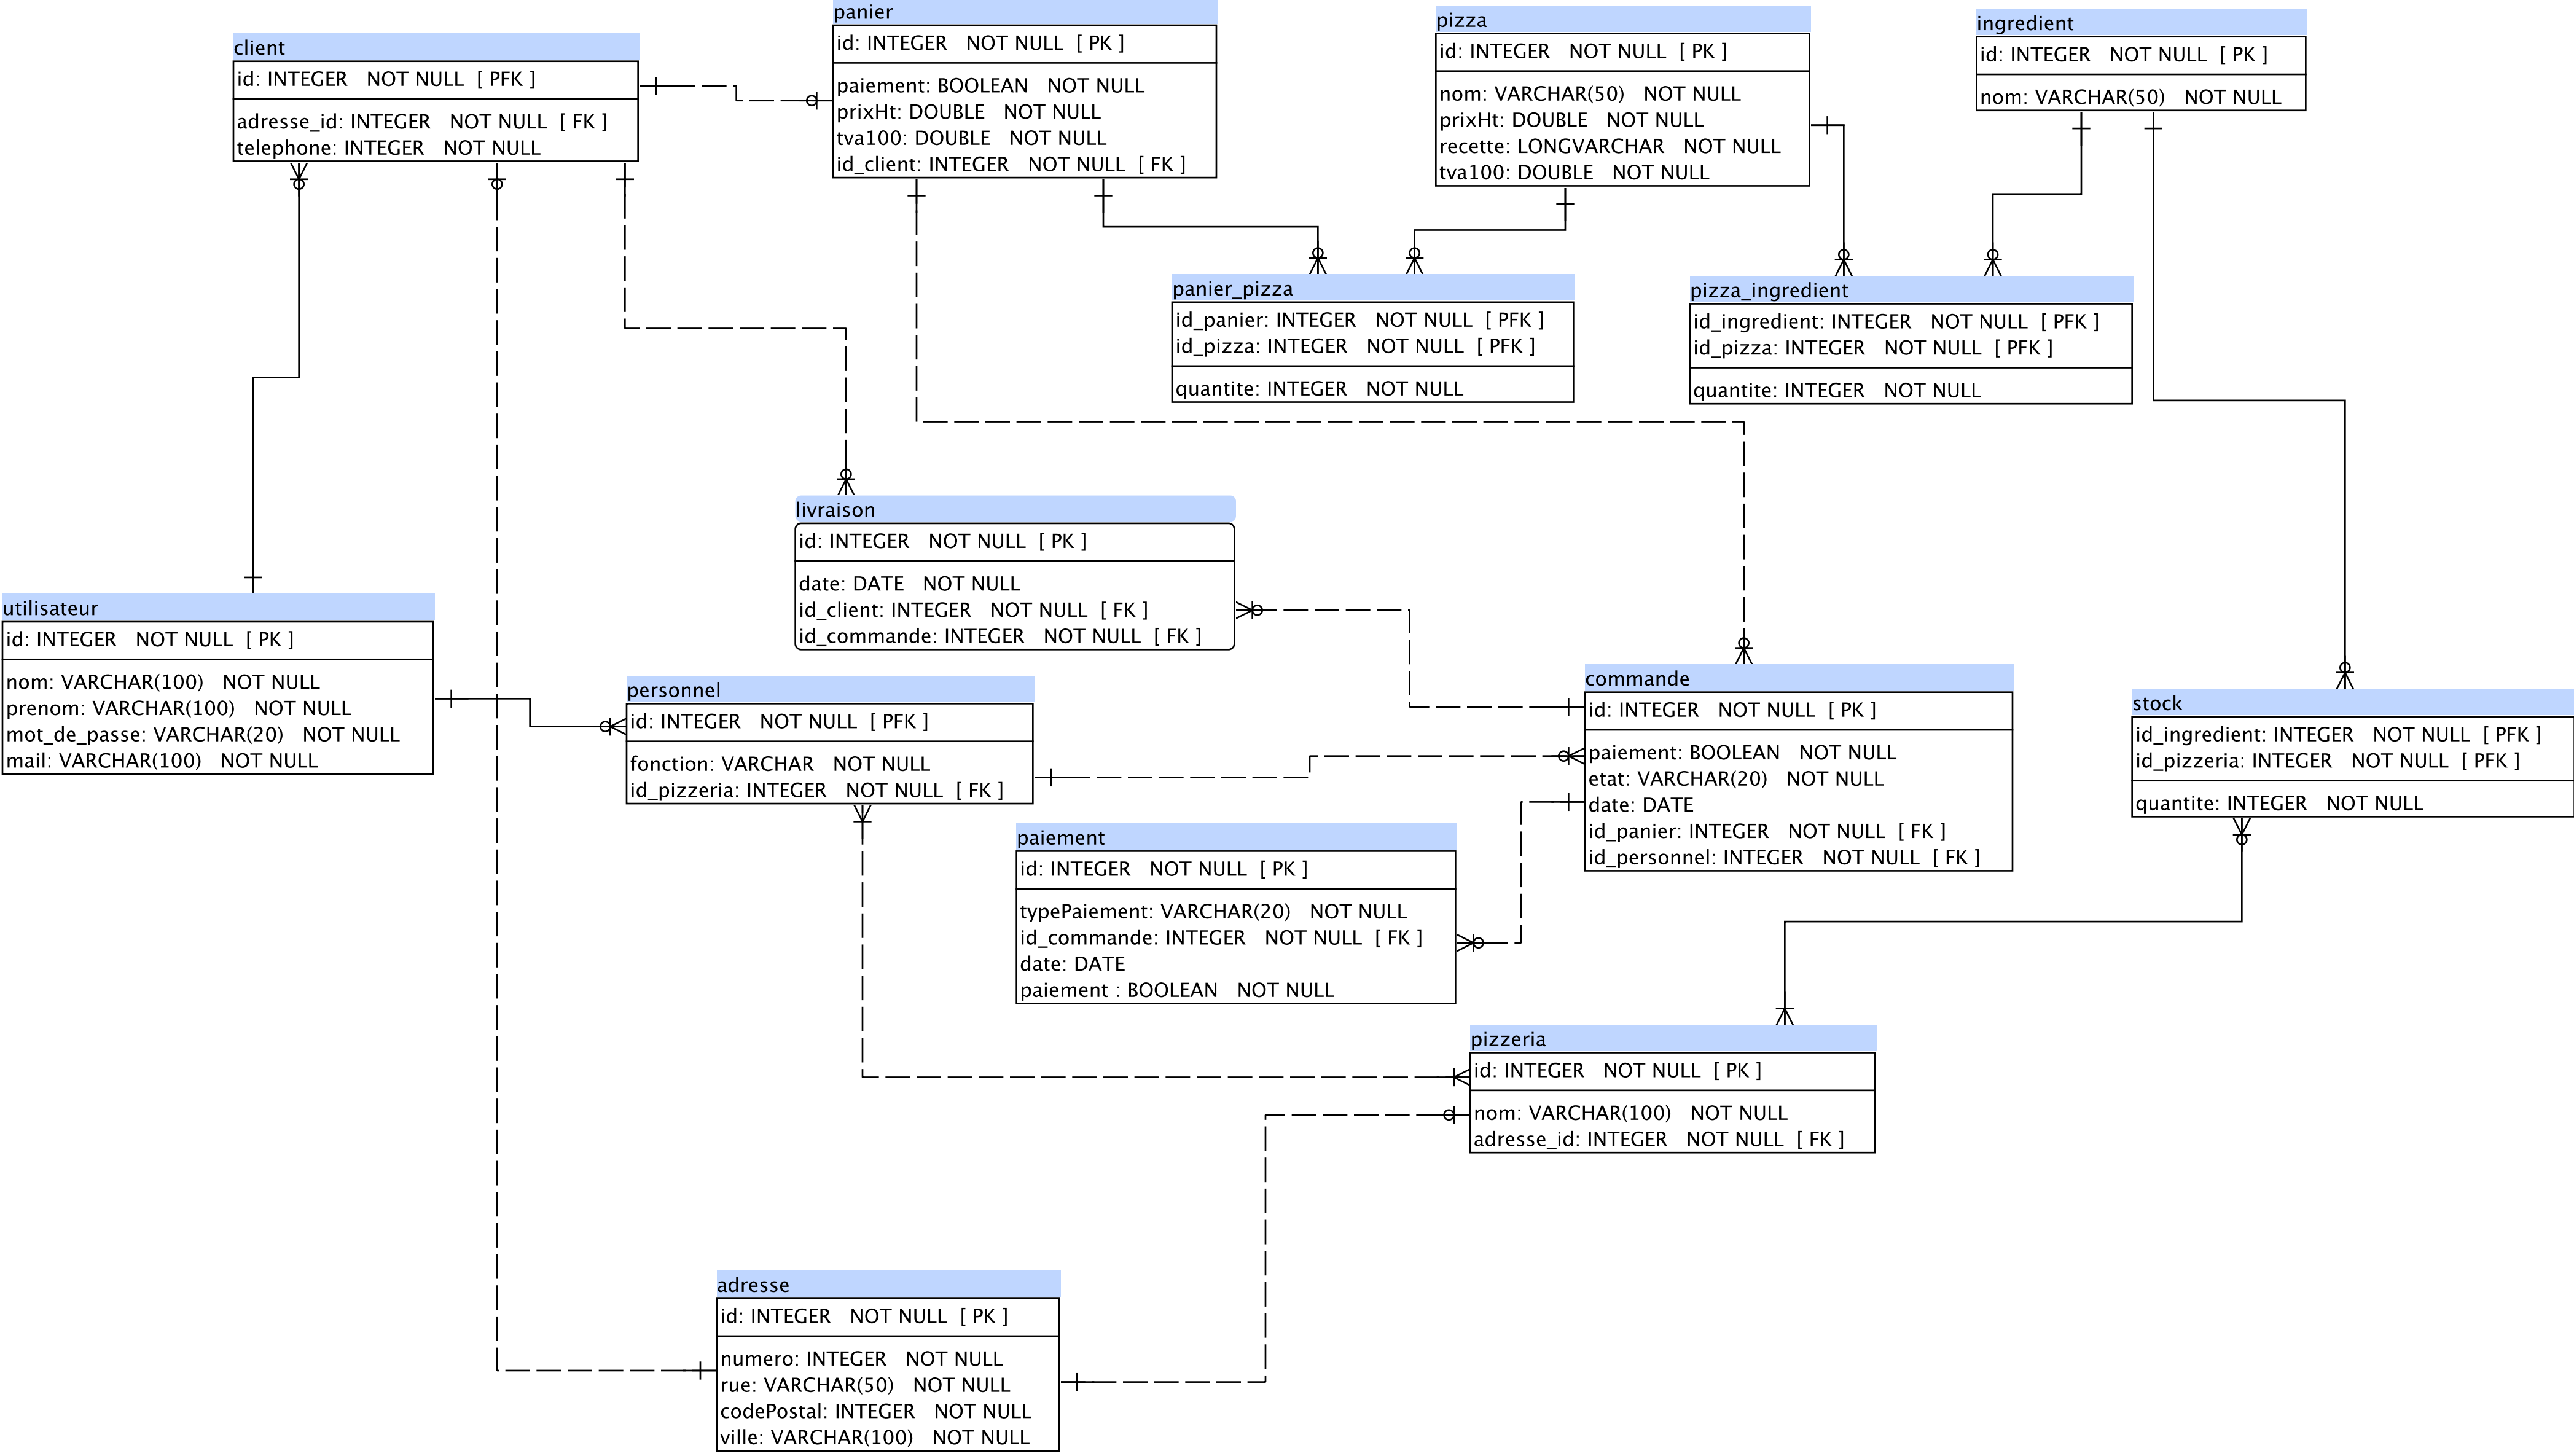 client
id: INTEGER NOT NULL [ PFK ]
adresse_id: INTEGER NOT NULL [ FK ]
telephone: INTEGER NOT NULL
panier
id: INTEGER NOT NULL [ PK ]
paiement: BOOLEAN NOT NULL
prixHt: DOUBLE NOT NULL
tva100: DOUBLE NOT NULL
id_client: INTEGER NOT NULL [ FK ]
pizza
id: INTEGER NOT NULL [ PK ]
nom: VARCHAR(50) NOT NULL
prixHt: DOUBLE NOT NULL
recette: LONGVARCHAR NOT NULL
tva100: DOUBLE NOT NULL
ingredient
id: INTEGER NOT NULL [ PK ]
nom: VARCHAR(50) NOT NULL
panier_pizza
id_panier: INTEGER NOT NULL [ PFK ]
id_pizza: INTEGER NOT NULL [ PFK ]
quantite: INTEGER NOT NULL
pizza_ingredient
id_ingredient: INTEGER NOT NULL [ PFK ]
id_pizza: INTEGER NOT NULL [ PFK ]
quantite: INTEGER NOT NULL
livraison
id: INTEGER NOT NULL [ PK ]
date: DATE NOT NULL
id_client: INTEGER NOT NULL [ FK ]
id_commande: INTEGER NOT NULL [ FK ]
utilisateur
id: INTEGER NOT NULL [ PK ]
nom: VARCHAR(100) NOT NULL
prenom: VARCHAR(100) NOT NULL
mot_de_passe: VARCHAR(20) NOT NULL
mail: VARCHAR(100) NOT NULL
personnel
id: INTEGER NOT NULL [ PFK ]
fonction: VARCHAR NOT NULL
id_pizzeria: INTEGER NOT NULL [ FK ]
commande
id: INTEGER NOT NULL [ PK ]
paiement: BOOLEAN NOT NULL
etat: VARCHAR(20) NOT NULL
date: DATE
id_panier: INTEGER NOT NULL [ FK ]
id_personnel: INTEGER NOT NULL [ FK ]
stock
id_ingredient: INTEGER NOT NULL [ PFK ]
id_pizzeria: INTEGER NOT NULL [ PFK ]
quantite: INTEGER NOT NULL
paiement
id: INTEGER NOT NULL [ PK ]
typePaiement: VARCHAR(20) NOT NULL
id_commande: INTEGER NOT NULL [ FK ]
date: DATE
paiement : BOOLEAN NOT NULL
pizzeria
id: INTEGER NOT NULL [ PK ]
nom: VARCHAR(100) NOT NULL
adresse_id: INTEGER NOT NULL [ FK ]
adresse
id: INTEGER NOT NULL [ PK ]
numero: INTEGER NOT NULL
rue: VARCHAR(50) NOT NULL
codePostal: INTEGER NOT NULL
ville: VARCHAR(100) NOT NULL